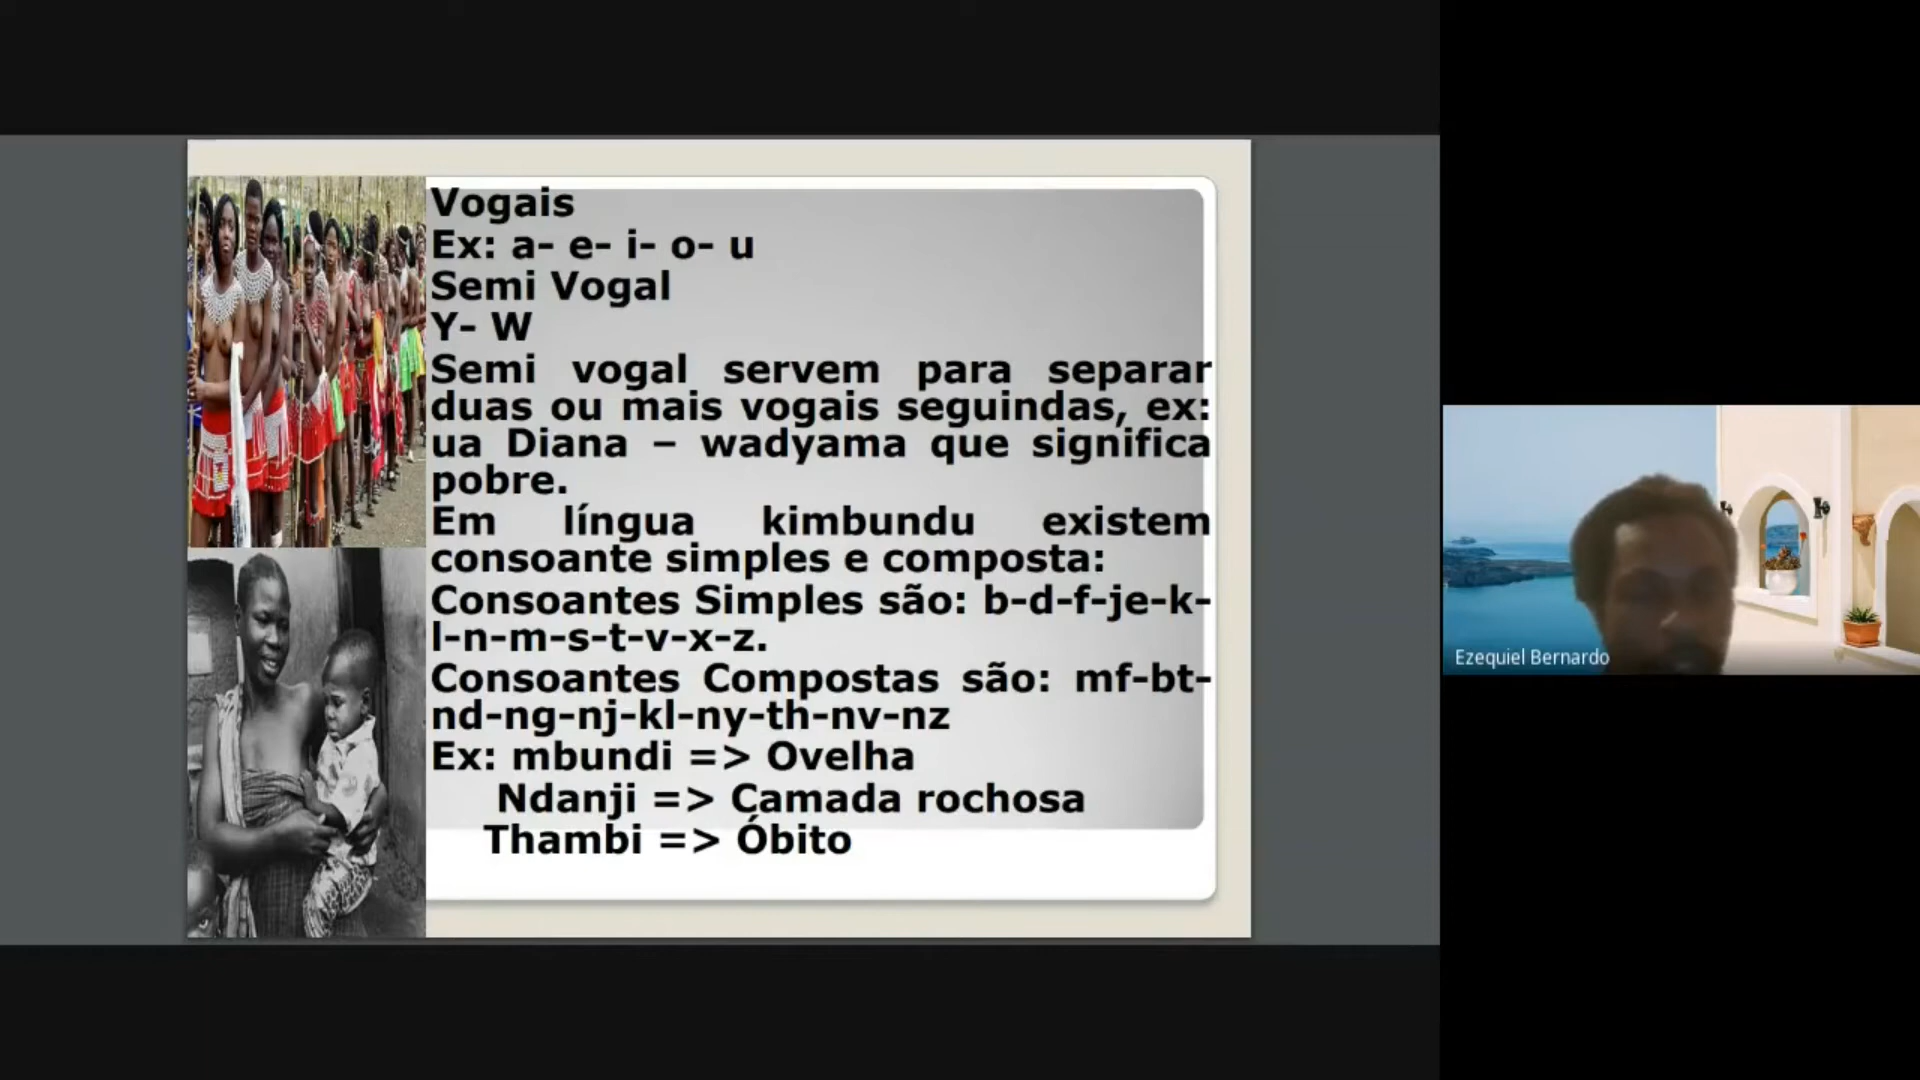 Vogais
Ex: a- e- i- o- u
Semi Vogal
Y- W
Semi vogal servem para separar
duas ou mais vogais seguindas, ex:
ua Diana – wadyama que significa
pobre.
Em língua kimbundu existem
consoante simples e composta:
Consoantes Simples são: b-d-f-je-k-
l-n-m-s-t-v-x-z.
Consoantes Compostas são: mf-bt-
nd-ng-nj-kl-ny-th-nv-nz
Ex: mbundi => Ovelha
Ndanji => Camada rochosa
Thambi => Óbito
Ezequiel Bernardo